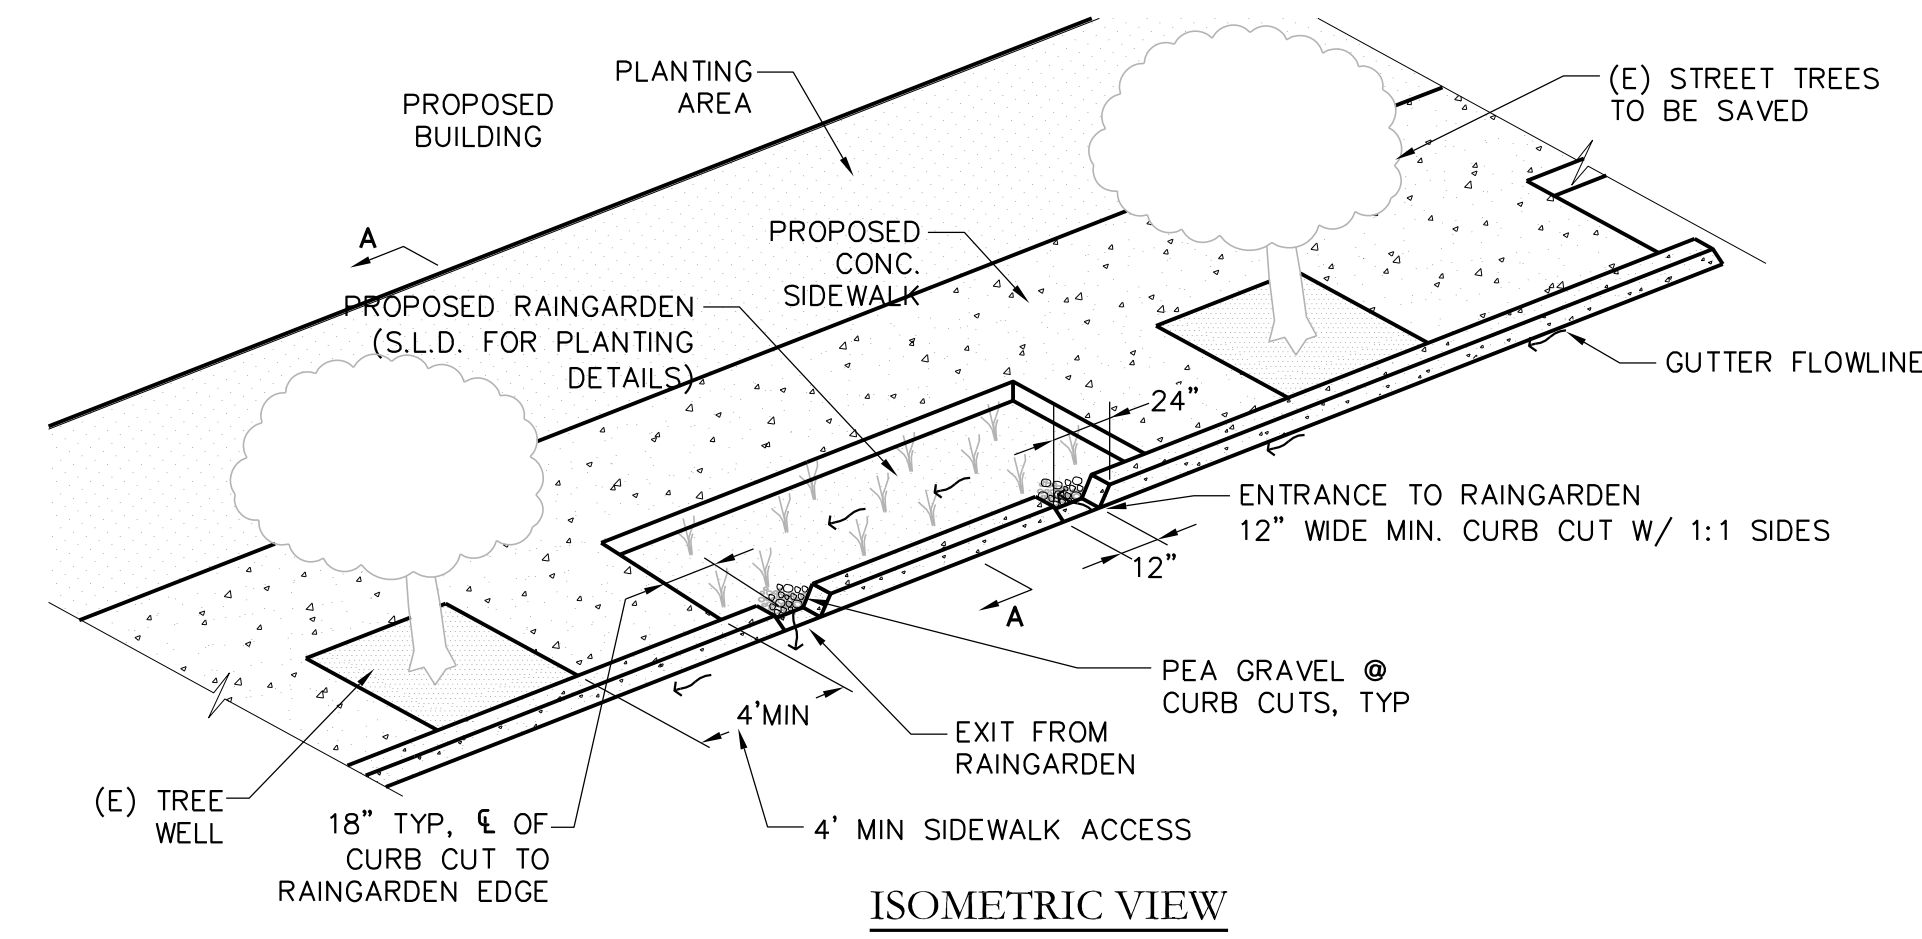 PLANTING
AREA
PROPOSED
BUILDING
(E) STREET TREES
TO BE SAVED
A
PROPOSED
CONC.
SIDEWALK
PROPOSED RAINGARDEN
(S.L.D. FOR PLANTING
DETAILS)
GUTTER FLOWLINE
24”
ENTRANCE TO RAINGARDEN
12” WIDE MIN. CURB CUT W/ 1:1 SIDES
12”
A
PEA GRAVEL @
CURB CUTS, TYP
4'MIN
EXIT FROM
RAINGARDEN
(E) TREE
WELL
18” TYP, ℄ OF
CURB CUT TO
RAINGARDEN EDGE
4' MIN SIDEWALK ACCESS
ISOMETRIC VIEW